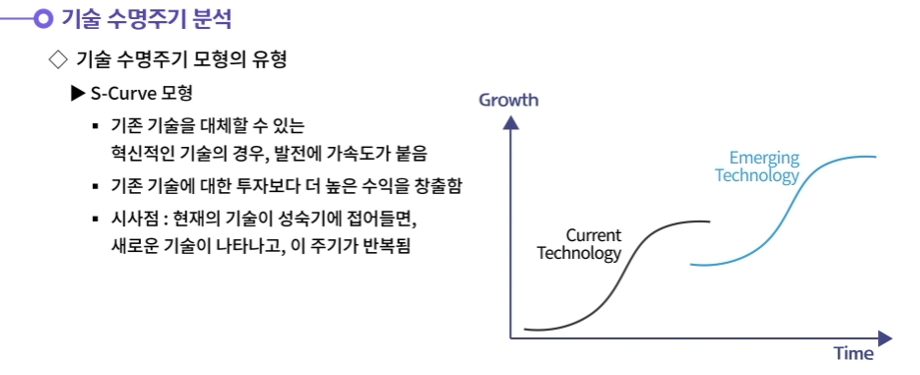 기술 수명주기 분석
◇ 기술 수명주기 모형의 유형
▶ S-Curve 모형
▪ 기존 기술을 대체할 수 있는
혁신적인 기술의 경우, 발전에 가속도가 붙음
▪ 기존 기술에 대한 투자보다 더 높은 수익을 창출함
▪ 시사점 : 현재의 기술이 성숙기에 접어들면,
새로운 기술이 나타나고, 이 주기가 반복됨
Growth
Emerging
Technology
Current
Technology
Time